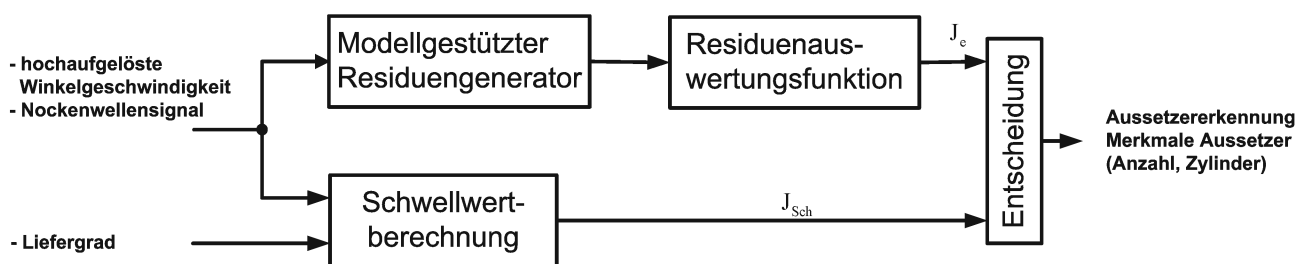 - hochaufgelöste
Winkelgeschwindigkeit
- Nockenwellensignal
Modellgestützter
Residuengenerator
Residuenaus-
wertungsfunktion
J_e
Entscheidung
Aussetzererkennung
Merkmale Aussetzer
(Anzahl, Zylinder)
- Liefergrad
Schwellwert-
berechnung
J_Sch